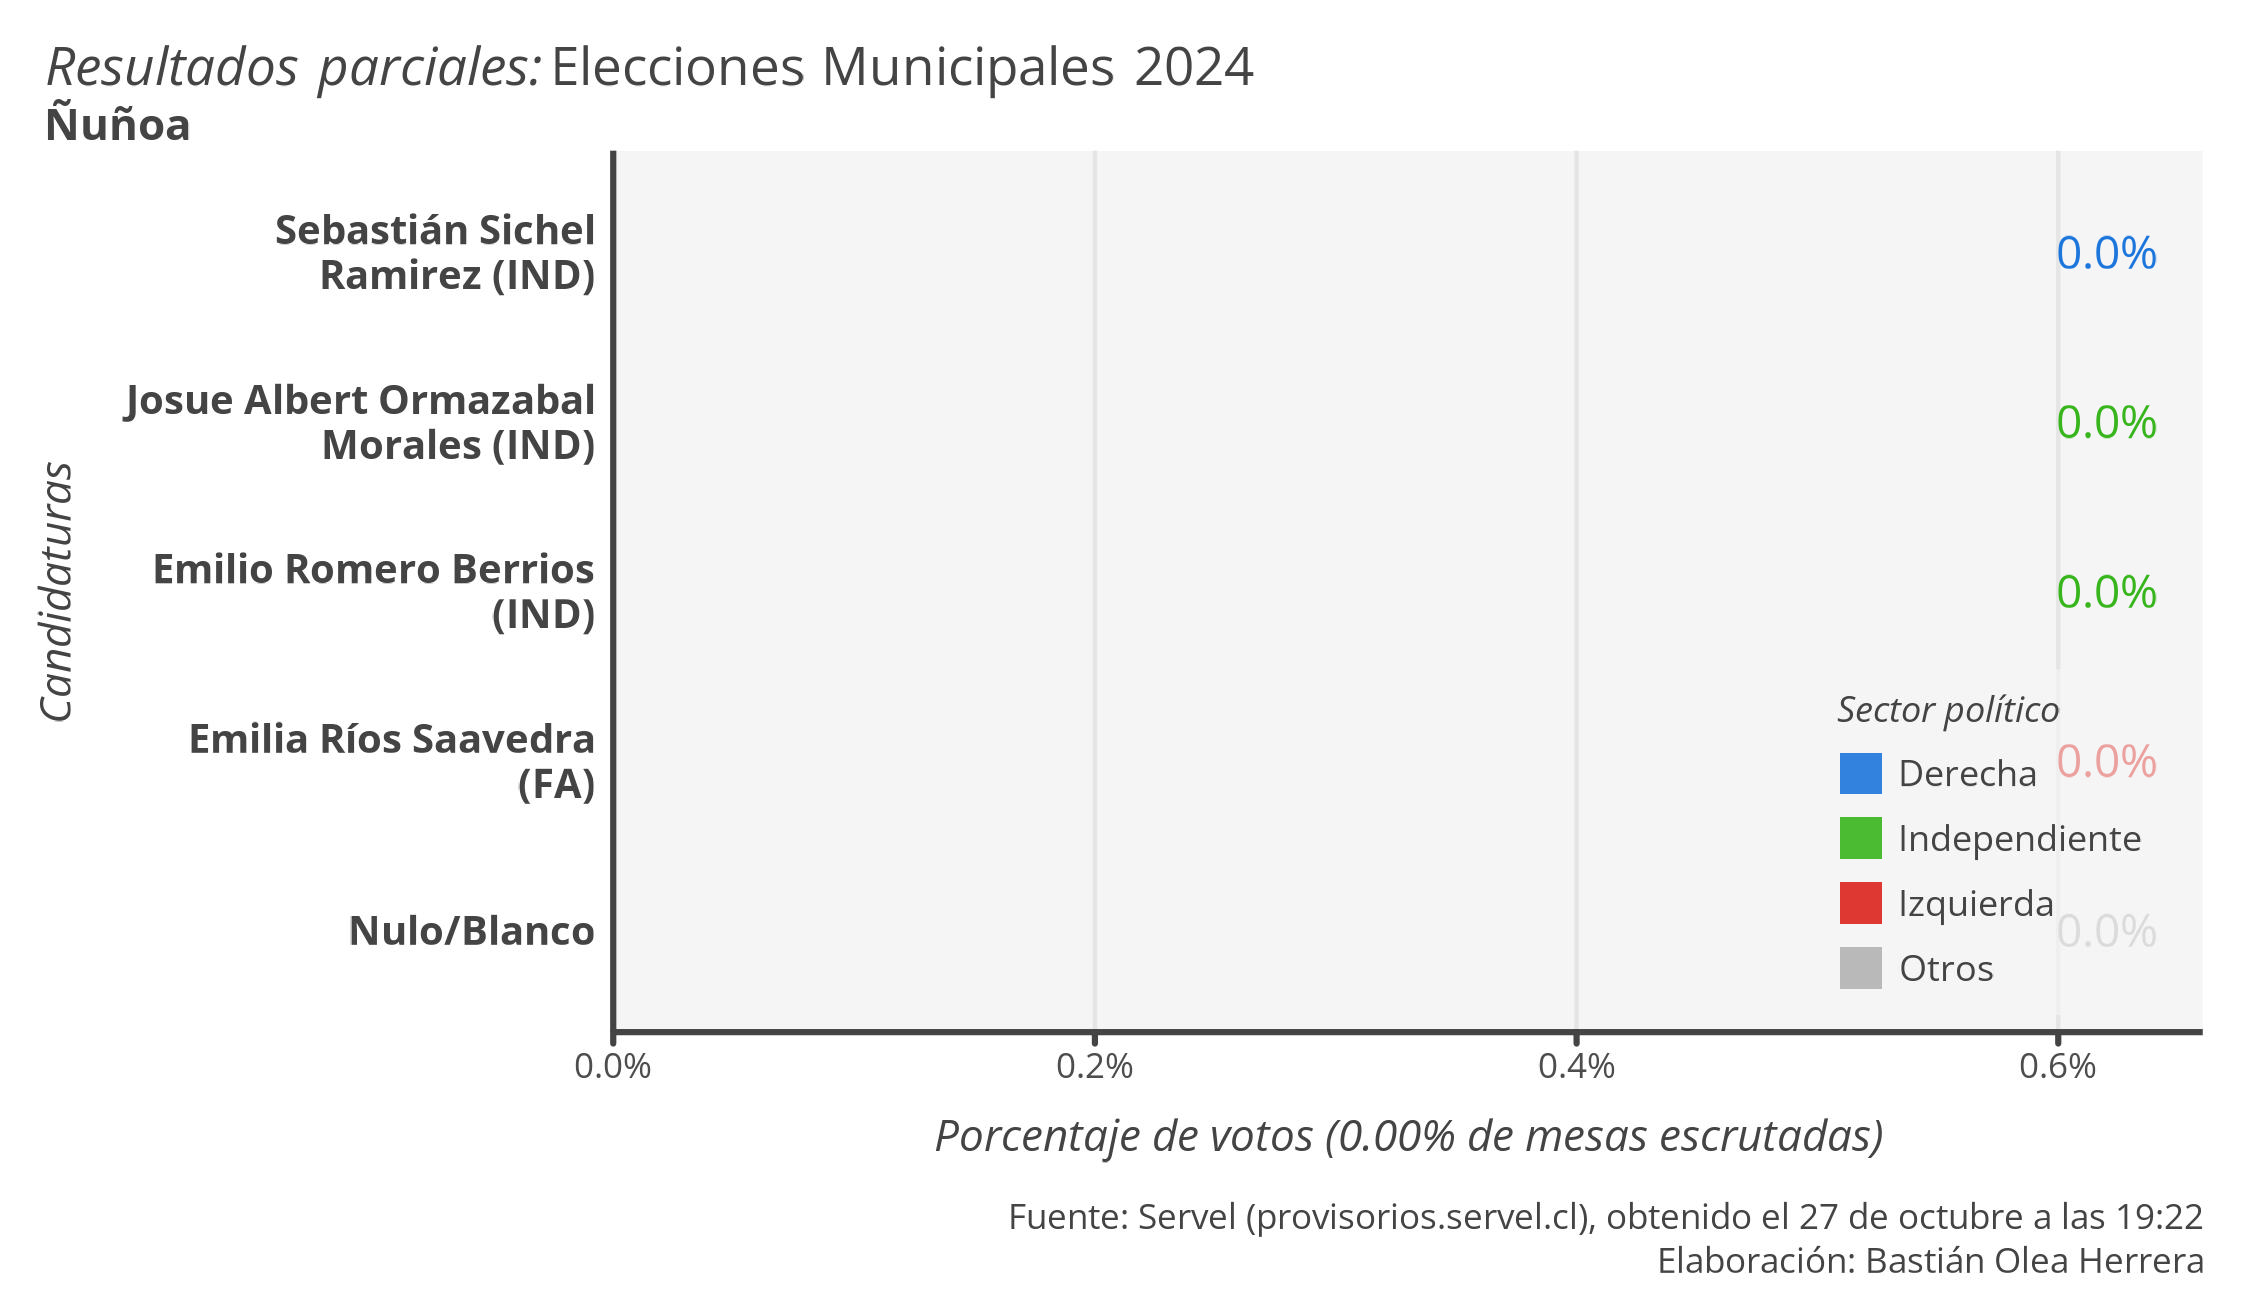 Resultados parciales: Elecciones Municipales 2024
Ñuñoa
Candidaturas
Sebastián Sichel
Ramirez (IND)
0.0%
Josue Albert Ormazabal
Morales (IND)
0.0%
Emilio Romero Berrios
(IND)
0.0%
Emilia Ríos Saavedra
(FA)
0.0%
Nulo/Blanco
0.0%
Sector político
Derecha
Independiente
Izquierda
Otros
0.0% 0.2% 0.4% 0.6%
Porcentaje de votos (0.00% de mesas escrutadas)
Fuente: Servel (provisorios.servel.cl), obtenido el 27 de octubre a las 19:22
Elaboración: Bastián Olea Herrera